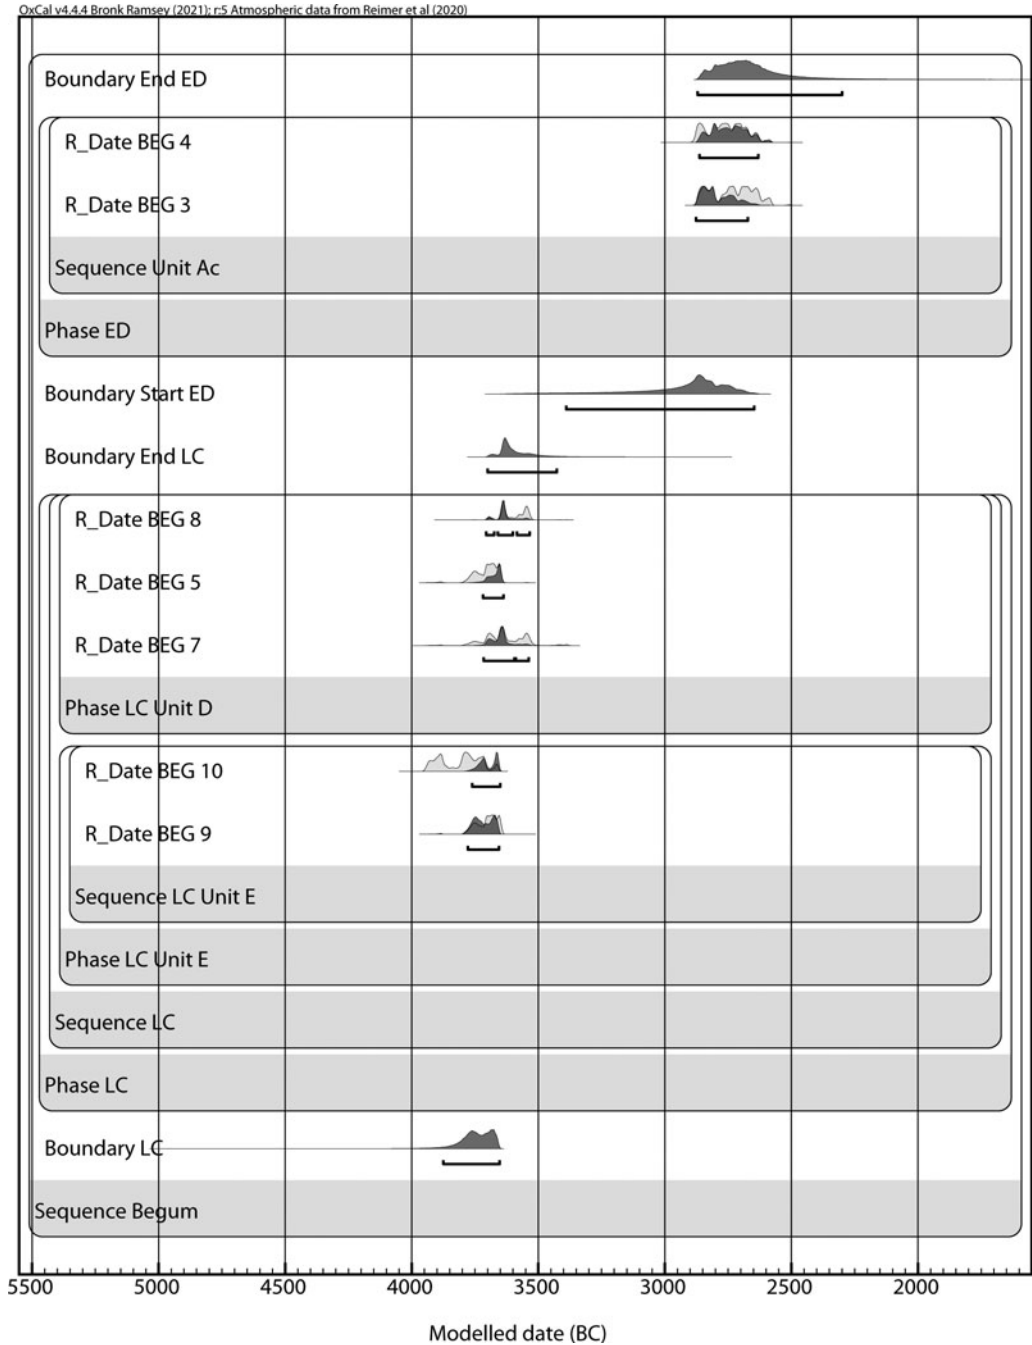 OxCal v4.4.4 Bronk Ramsey (2021); r:5 Atmospheric data from Reimer et al (2020)
Boundary End ED
R_Date BEG 4
R_Date BEG 3
Sequence Unit Ac
Phase ED
Boundary Start ED
Boundary End LC
R_Date BEG 8
R_Date BEG 5
R_Date BEG 7
Phase LC Unit D
R_Date BEG 10
R_Date BEG 9
Sequence LC Unit E
Phase LC Unit E
Sequence LC
Phase LC
Boundary LC
Sequence Begum
5500 5000 4500 4000 3500 3000 2500 2000
Modelled date (BC)